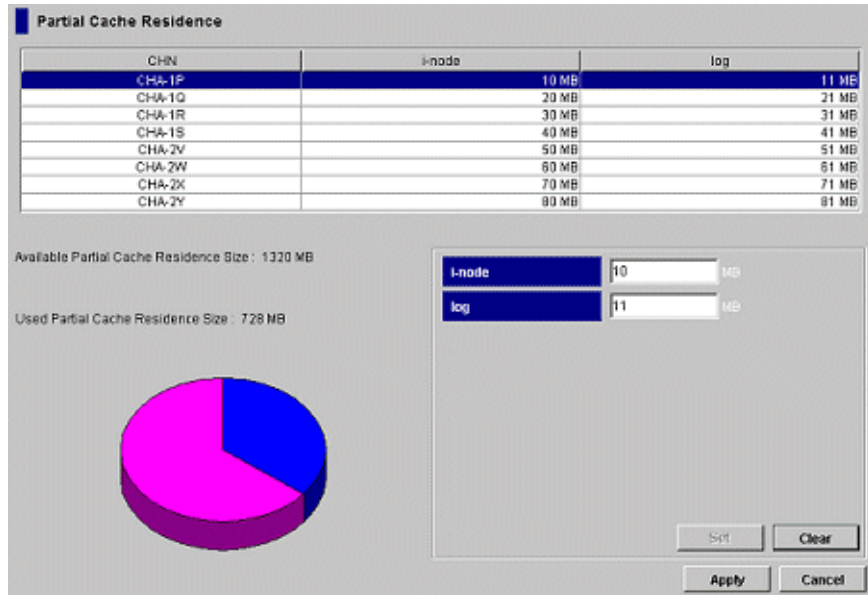 Partial Cache Residence
CHN i-node log
CHA-1P 10 MB 11 MB
CHA-1Q 20 MB 21 MB
CHA-1R 30 MB 31 MB
CHA-1S 40 MB 41 MB
CHA-2V 50 MB 51 MB
CHA-2W 60 MB 61 MB
CHA-2X 70 MB 71 MB
CHA-2Y 80 MB 81 MB
Available Partial Cache Residence Size : 1320 MB
i-node 10 MB
log 11 MB
Used Partial Cache Residence Size : 728 MB
Set Clear
Apply Cancel